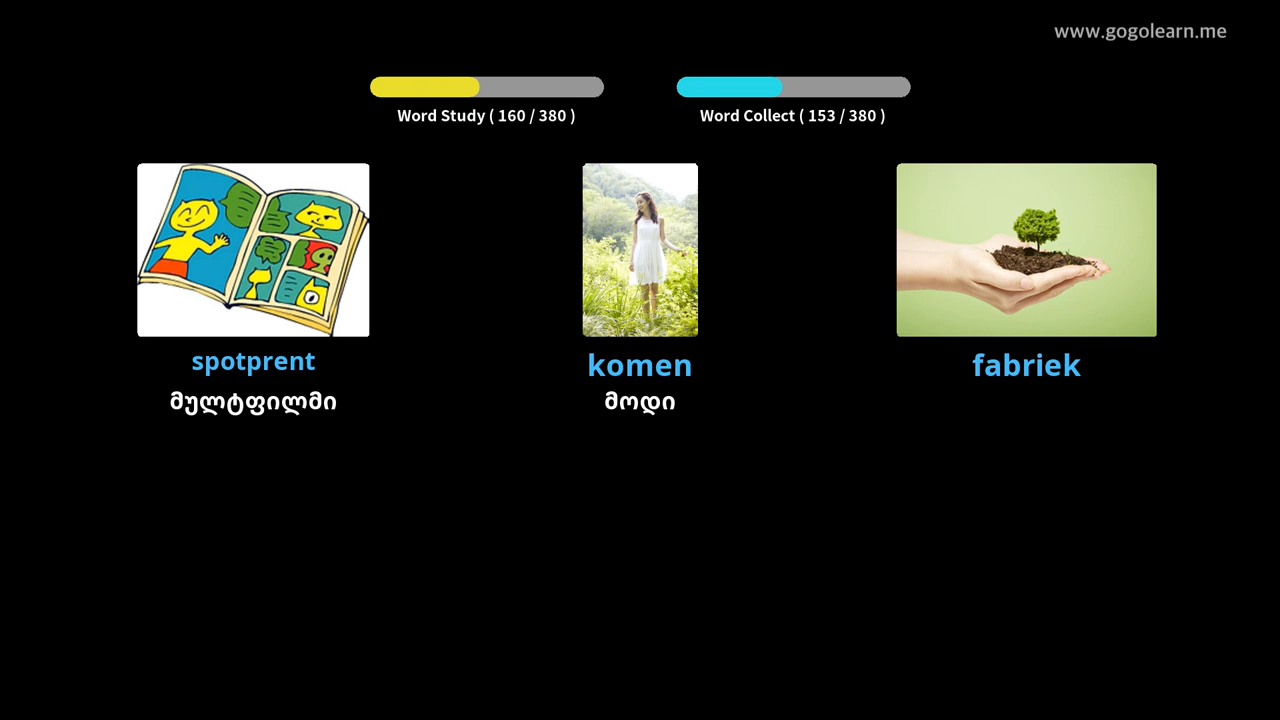 www.gogolearn.me
Word Study ( 160 / 380 )
Word Collect ( 153 / 380 )
spotprent
komen
fabriek
მულტფილმი
მოდი